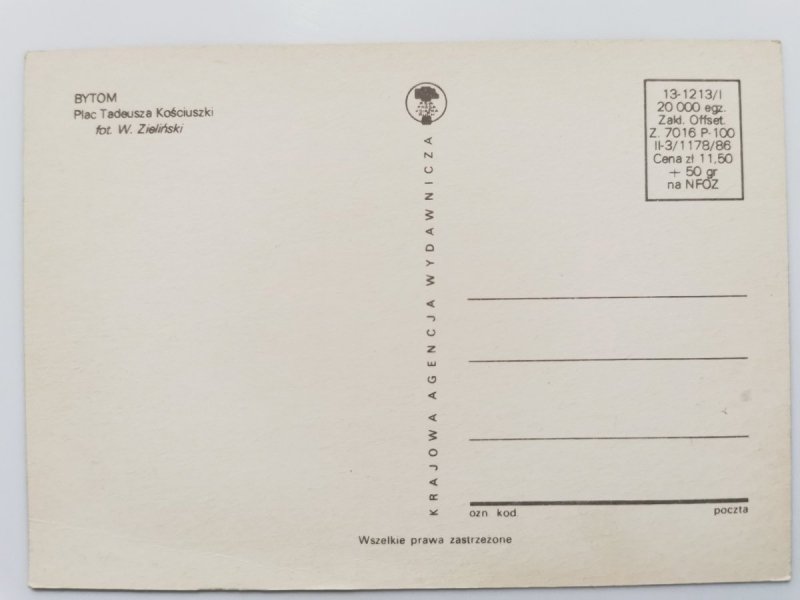 BYTOM
Plac Tadeusza Kościuszki
fot. W. Zieliński
KRAJOWA AGENCJA WYDAWNICZA
13-1213/I
20 000 egz.
Zakł. Offset.
Z. 7016 P-100
II-3/1178/86
Cena zł 11,50
+ 50 gr
na NFOZ
ozn kod
poczta
Wszelkie prawa zastrzeżone